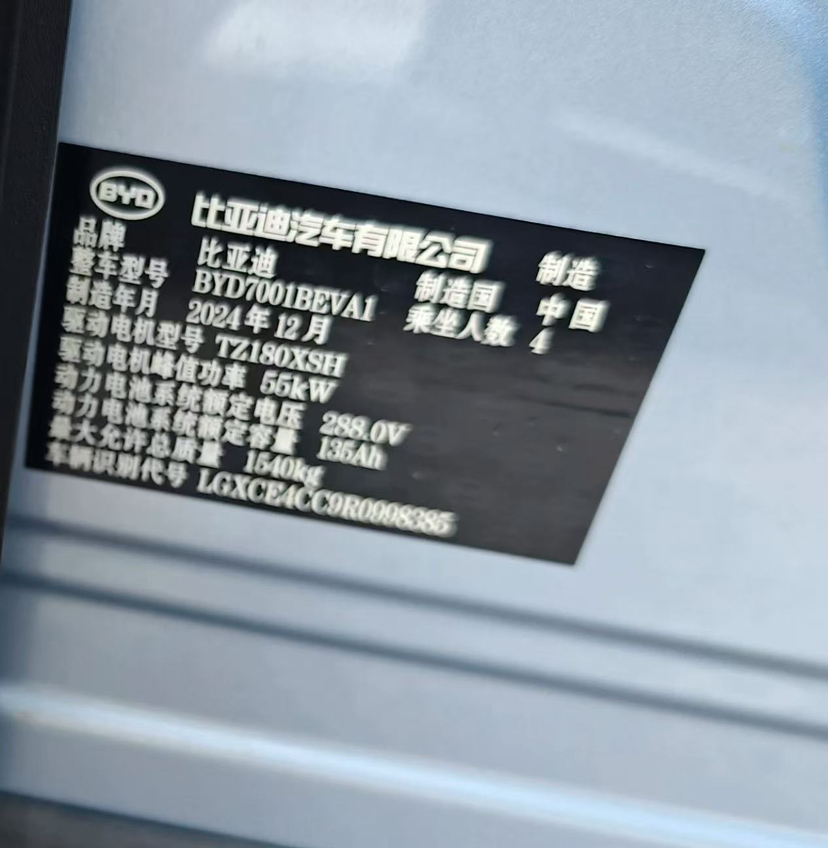 BYD 比亚迪汽车有限公司 制造
品牌 比亚迪 制造国 中国
整车型号 BYD7001BEVA1 乘坐人数 4
制造年月 2024年12月
驱动电机型号 TZ180XSH
驱动电机峰值功率 55kW
动力电池系统额定电压 288.0V
动力电池系统额定容量 135Ah
最大允许总质量 1540kg
车辆识别代号 LGXCE4CC9R0998385